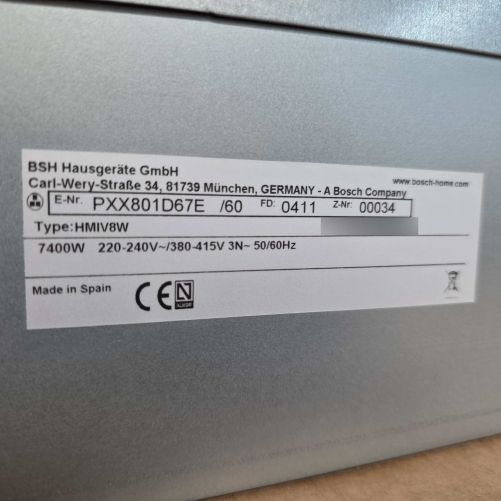 BSH Hausgeräte GmbH
Carl-Wery-Straße 34, 81739 München, GERMANY - A Bosch Company
www.bosch-home.com
E-Nr. PXX801D67E /60 FD: 0411 Z-Nr: 00034
Type:HMIV8W
7400W 220-240V~/380-415V 3N~ 50/60Hz
Made in Spain
CE N